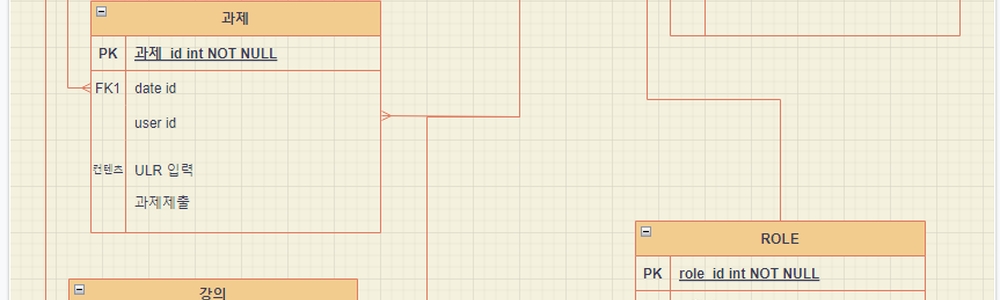 과제
PK 과제_id int NOT NULL
FK1 date id
user id
컨텐츠 ULR 입력
과제제출
ROLE
PK role_id int NOT NULL
강의